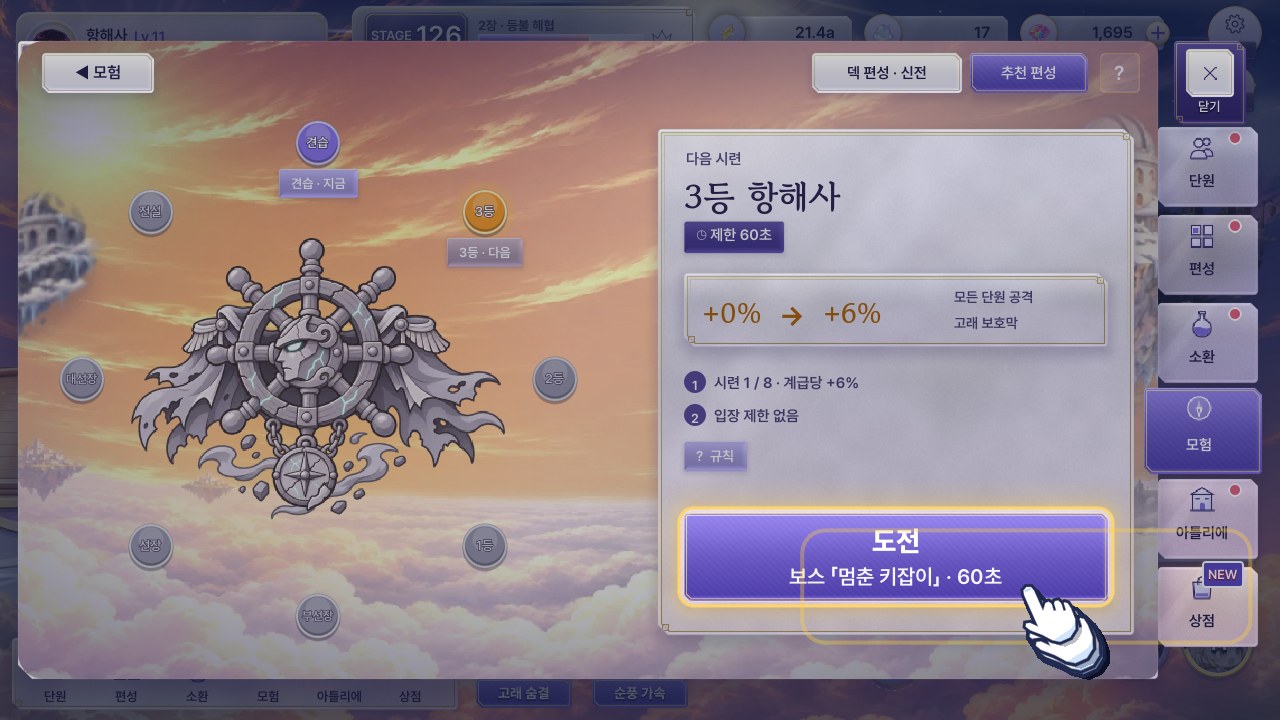 항해사 Lv.11
STAGE 126
2장 · 등불 해협
21.4a
17
1,695
◀ 모험
덱 편성 · 신전
추천 편성
?
닫기
견습
견습 · 지금
전설
3등
3등 · 다음
대선장
2등
선장
1등
부선장
다음 시련
3등 항해사
제한 60초
+0% → +6%
모든 단원 공격
고래 보호막
1 시련 1 / 8 · 계급당 +6%
2 입장 제한 없음
? 규칙
도전
보스 「멈춘 키잡이」 · 60초
단원
편성
소환
모험
아틀리에
NEW
상점
단원
편성
소환
모험
아틀리에
상점
고래 숨결
순풍 가속